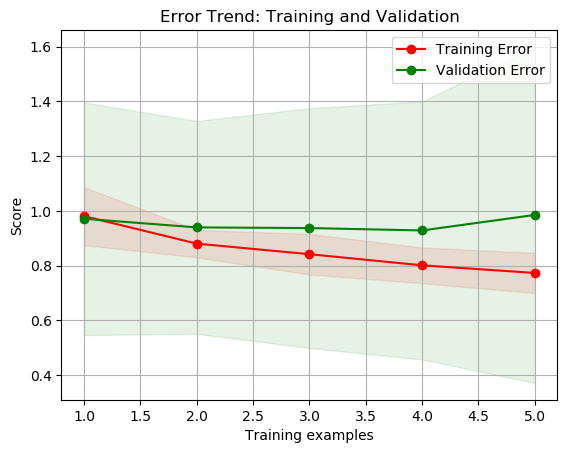 Error Trend: Training and Validation
Training Error
Validation Error
Score
1.6
1.4
1.2
1.0
0.8
0.6
0.4
1.0 1.5 2.0 2.5 3.0 3.5 4.0 4.5 5.0
Training examples